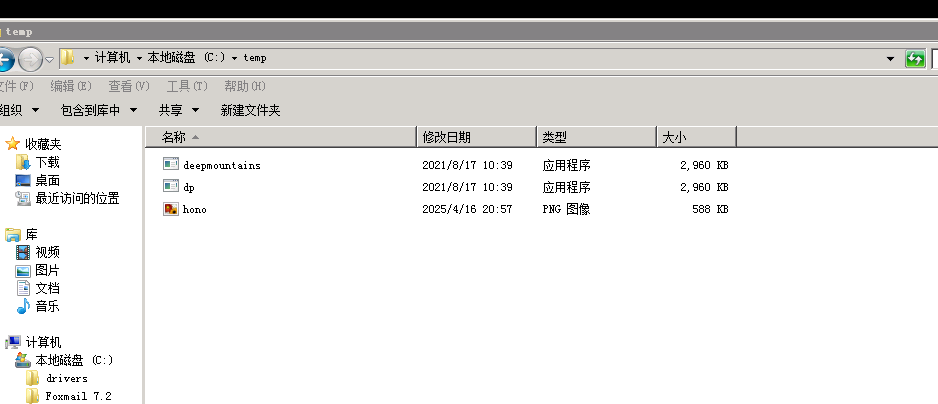 temp
计算机 本地磁盘 (C:) temp
文件(F) 编辑(E) 查看(V) 工具(T) 帮助(H)
组织 包含到库中 共享 新建文件夹
名称 修改日期 类型 大小
deepmountains 2021/8/17 10:39 应用程序 2,960 KB
dp 2021/8/17 10:39 应用程序 2,960 KB
hono 2025/4/16 20:57 PNG 图像 588 KB
收藏夹
下载
桌面
最近访问的位置
库
视频
图片
文档
音乐
计算机
本地磁盘 (C:)
drivers
Foxmail 7.2